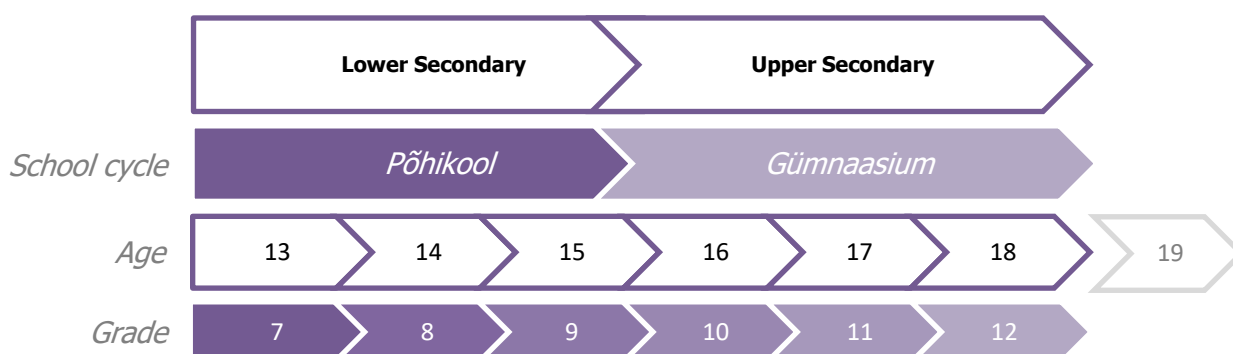 Lower Secondary Upper Secondary
School cycle Põhikool Gümnaasium
Age 13 14 15 16 17 18 19
Grade 7 8 9 10 11 12